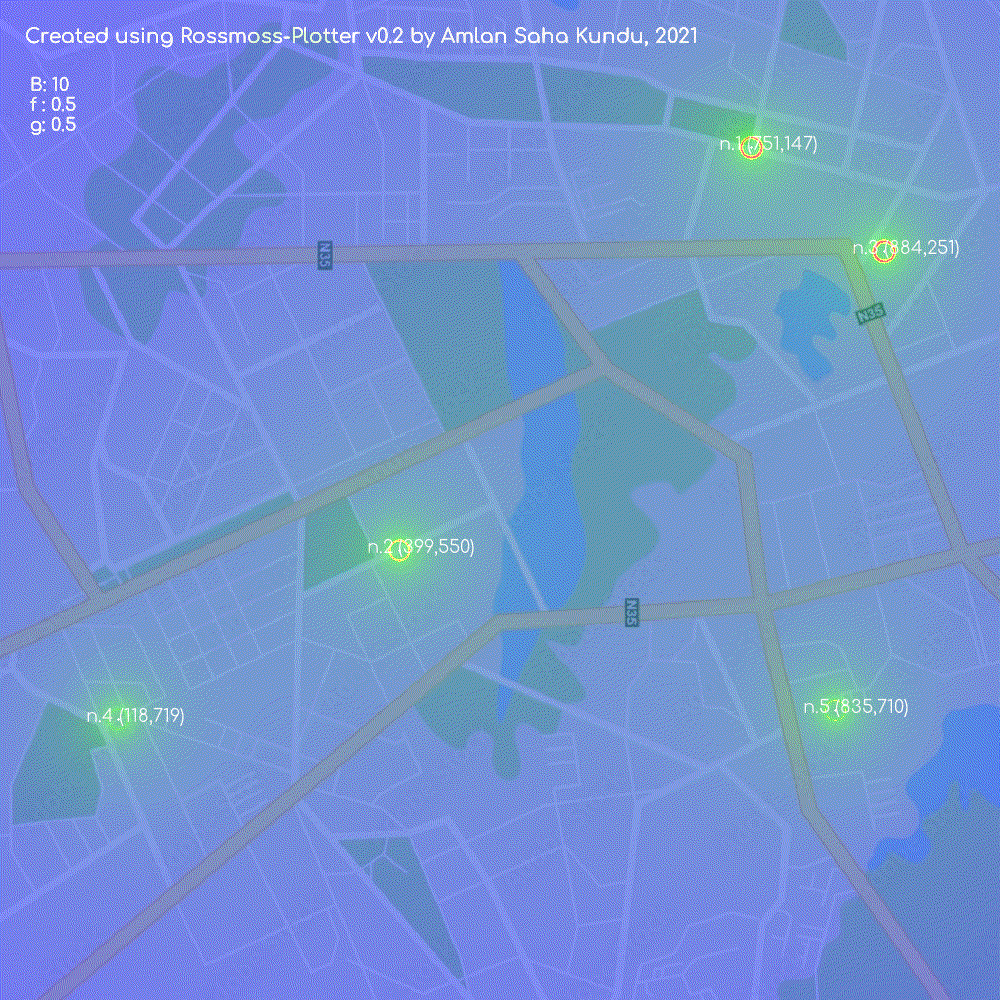 Created using Rossmoss-Plotter v0.2 by Amlan Saha Kundu, 2021
B: 10
f : 0.5
g: 0.5
n.1 (751,147)
n.2 (884,251)
N35
N35
n.2 (399,550)
N35
n.4 (118,719)
n.5 (835,710)